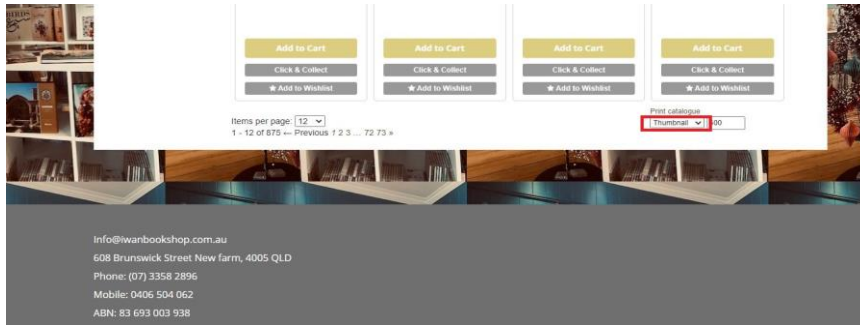 Add to Cart Add to Cart Add to Cart Add to Cart
Click & Collect Click & Collect Click & Collect Click & Collect
★ Add to Wishlist ★ Add to Wishlist ★ Add to Wishlist ★ Add to Wishlist
Print catalogue
Items per page: 12 Thumbnail 500
1 - 12 of 875 ← Previous 1 2 3 ... 72 73 »
Info@iwanbookshop.com.au
608 Brunswick Street New farm, 4005 QLD
Phone: (07) 3358 2896
Mobile: 0406 504 062
ABN: 83 693 003 938